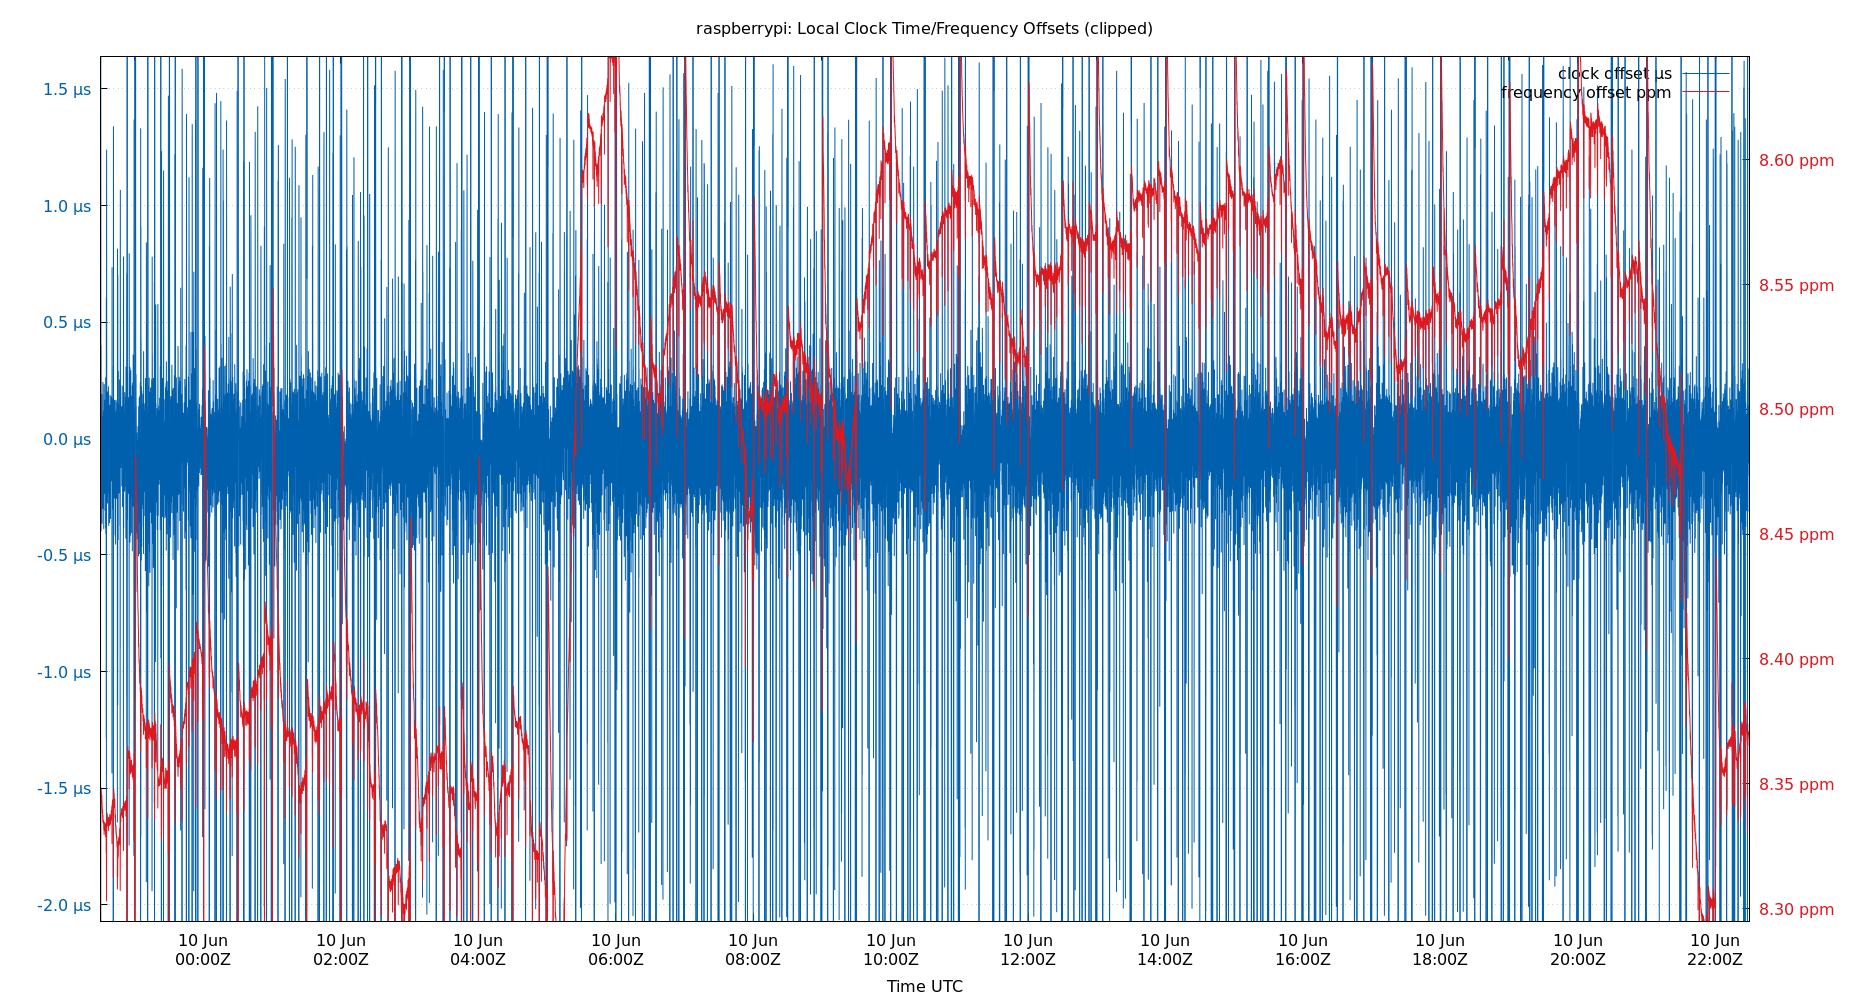 raspberrypi: Local Clock Time/Frequency Offsets (clipped)
clock offset µs
frequency offset ppm
1.5 µs
1.0 µs
0.5 µs
0.0 µs
-0.5 µs
-1.0 µs
-1.5 µs
-2.0 µs
8.60 ppm
8.55 ppm
8.50 ppm
8.45 ppm
8.40 ppm
8.35 ppm
8.30 ppm
10 Jun 10 Jun 10 Jun 10 Jun 10 Jun 10 Jun 10 Jun 10 Jun 10 Jun 10 Jun 10 Jun 10 Jun
00:00Z 02:00Z 04:00Z 06:00Z 08:00Z 10:00Z 12:00Z 14:00Z 16:00Z 18:00Z 20:00Z 22:00Z
Time UTC